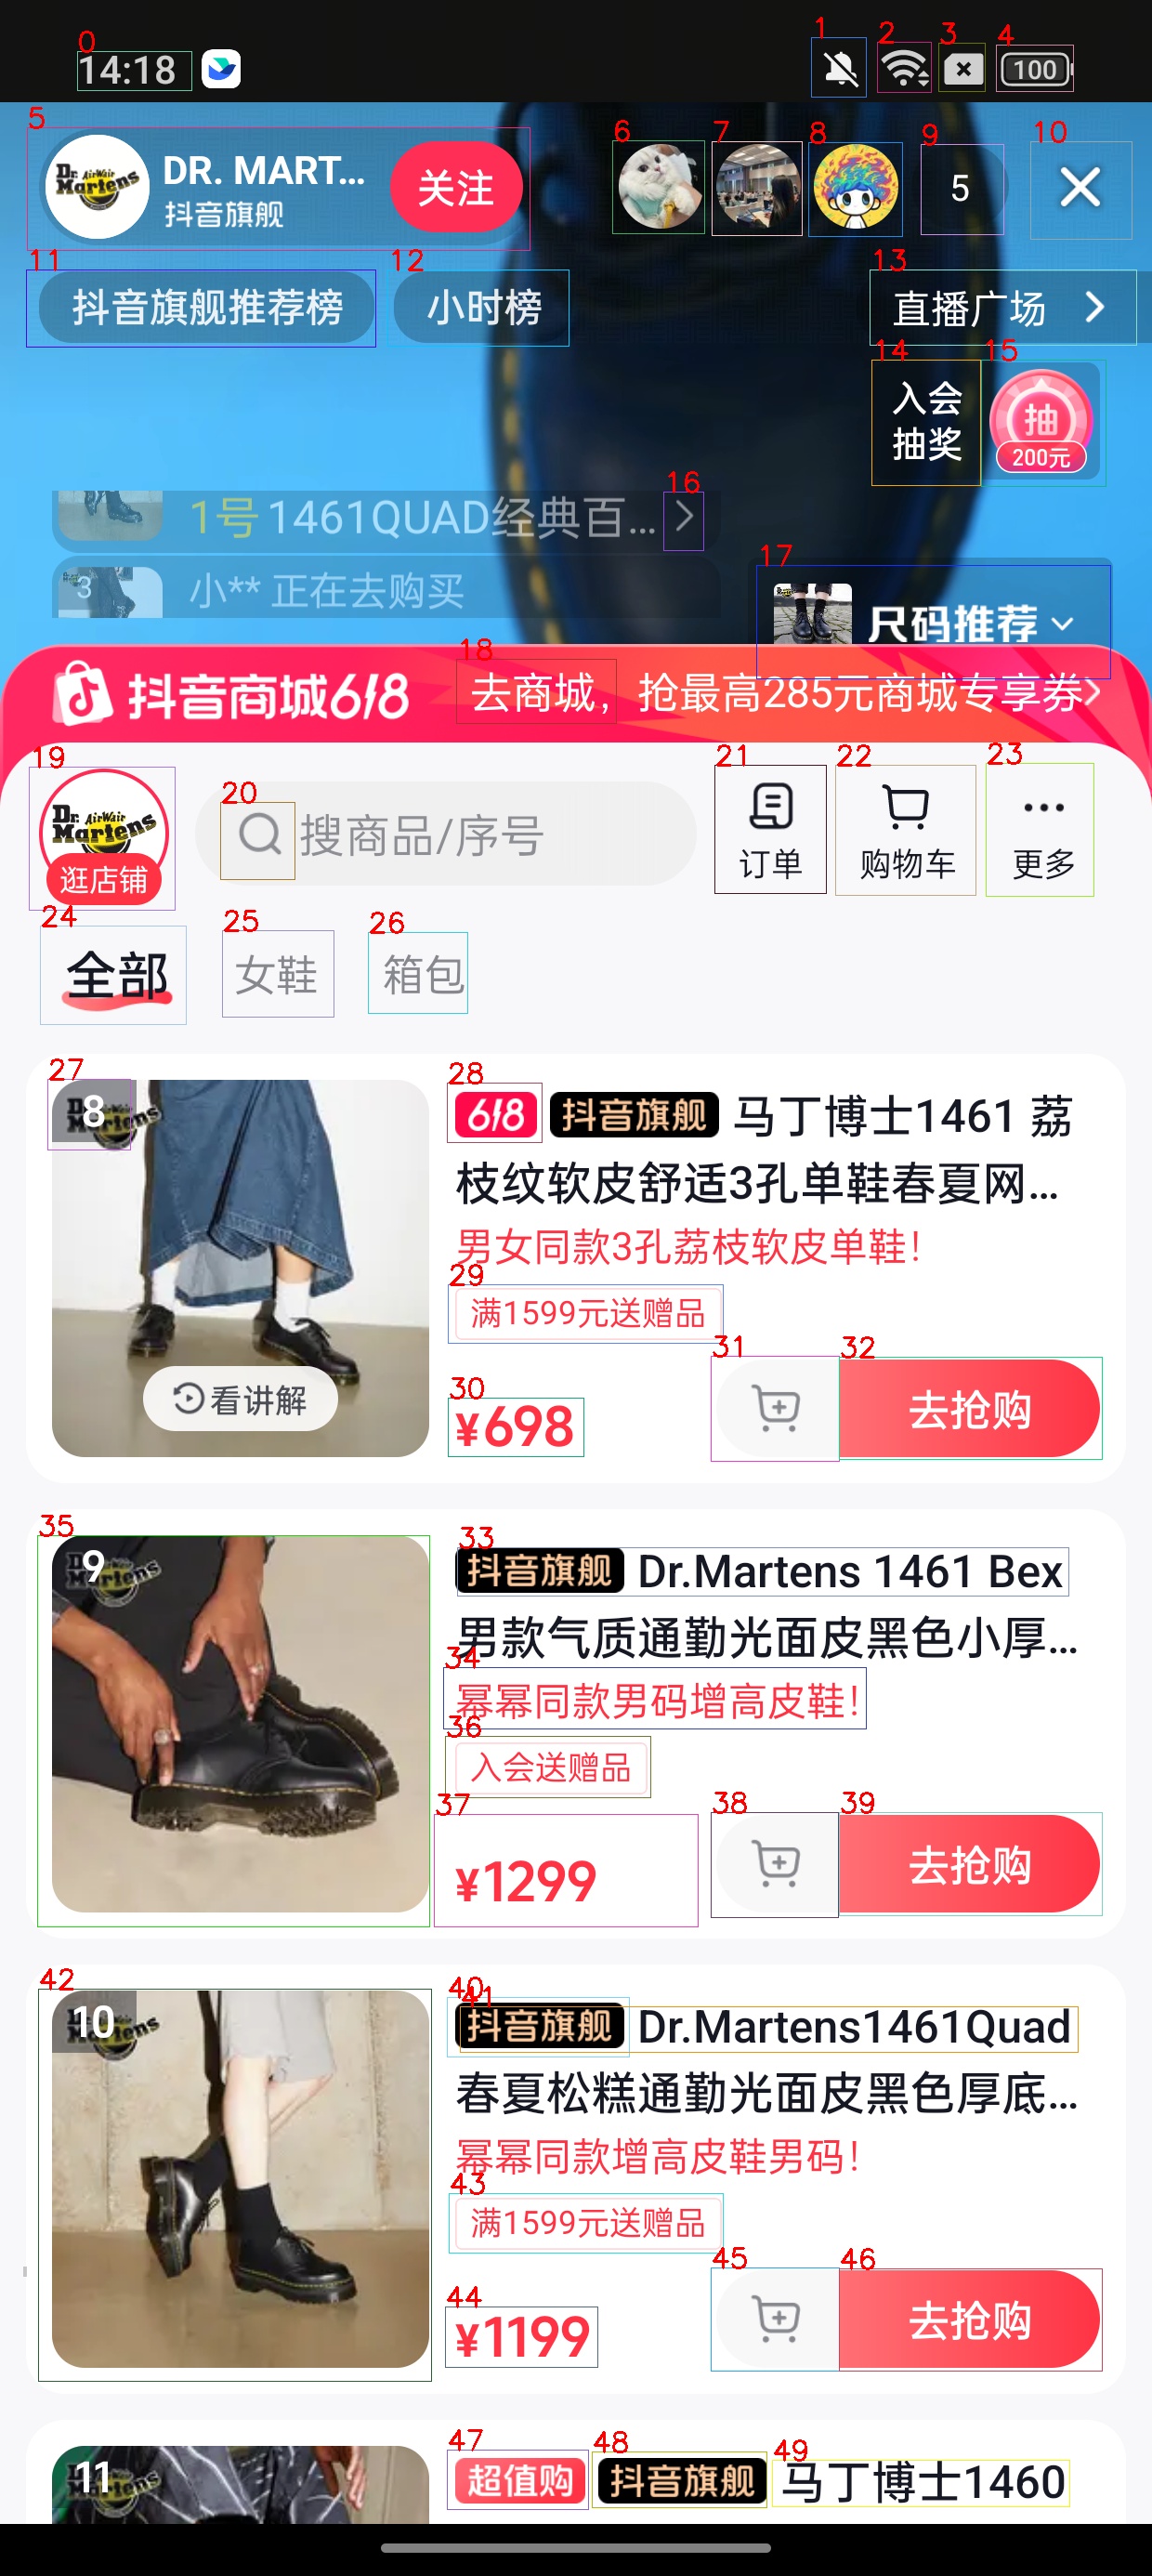 14:18
100
DR. MART...
抖音旗舰
关注
5
抖音旗舰推荐榜
小时榜
直播广场
入会
抽奖
抽
200元
1号 1461QUAD经典百...
3
小** 正在去购买
尺码推荐
抖音商城618
去商城，抢最高285元商城专享券
Dr. Martens AirWair
逛店铺
搜商品/序号
订单
购物车
更多
全部
女鞋
箱包
8
618 抖音旗舰 马丁博士1461 荔
枝纹软皮舒适3孔单鞋春夏网...
男女同款3孔荔枝软皮单鞋！
满1599元送赠品
看讲解
¥698
去抢购
9
抖音旗舰 Dr.Martens 1461 Bex
男款气质通勤光面皮黑色小厚...
幂幂同款男码增高皮鞋！
入会送赠品
¥1299
去抢购
10
抖音旗舰 Dr.Martens1461Quad
春夏松糕通勤光面皮黑色厚底...
幂幂同款增高皮鞋男码！
满1599元送赠品
¥1199
去抢购
11
超值购 抖音旗舰 马丁博士1460